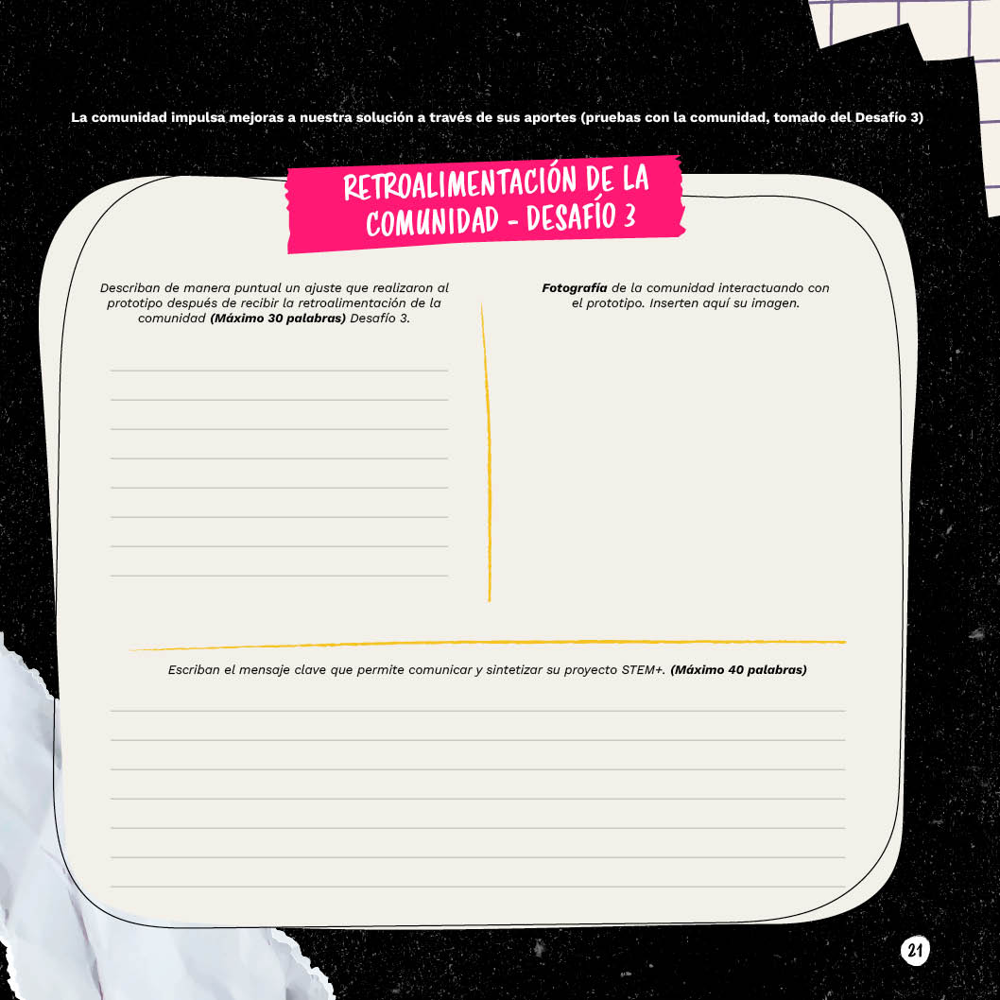 La comunidad impulsa mejoras a nuestra solución a través de sus aportes (pruebas con la comunidad, tomado del Desafío 3)
RETROALIMENTACIÓN DE LA
COMUNIDAD - DESAFÍO 3
Describan de manera puntual un ajuste que realizaron al
prototipo después de recibir la retroalimentación de la
comunidad (Máximo 30 palabras) Desafío 3.
Fotografía de la comunidad interactuando con
el prototipo. Inserten aquí su imagen.
Escriban el mensaje clave que permite comunicar y sintetizar su proyecto STEM+. (Máximo 40 palabras)
21